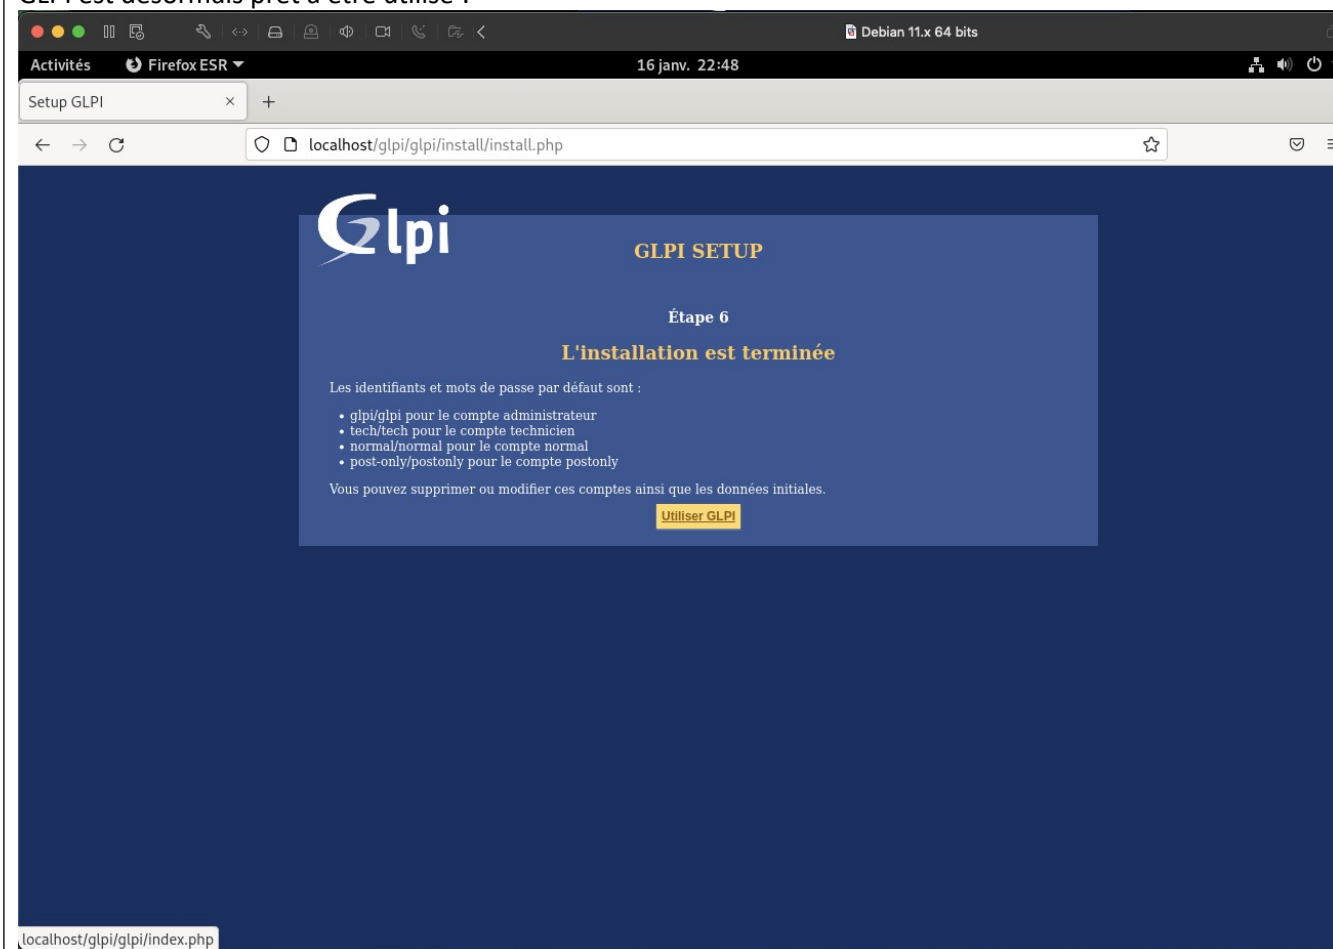 GLPI est désormais prêt à être utilisé :
Debian 11.x 64 bits
Activités Firefox ESR 16 janv. 22:48
Setup GLPI × +
localhost/glpi/glpi/install/install.php
Glpi
GLPI SETUP
Étape 6
L'installation est terminée
Les identifiants et mots de passe par défaut sont :
• glpi/glpi pour le compte administrateur
• tech/tech pour le compte technicien
• normal/normal pour le compte normal
• post-only/postonly pour le compte postonly
Vous pouvez supprimer ou modifier ces comptes ainsi que les données initiales.
Utiliser GLPI
localhost/glpi/glpi/index.php